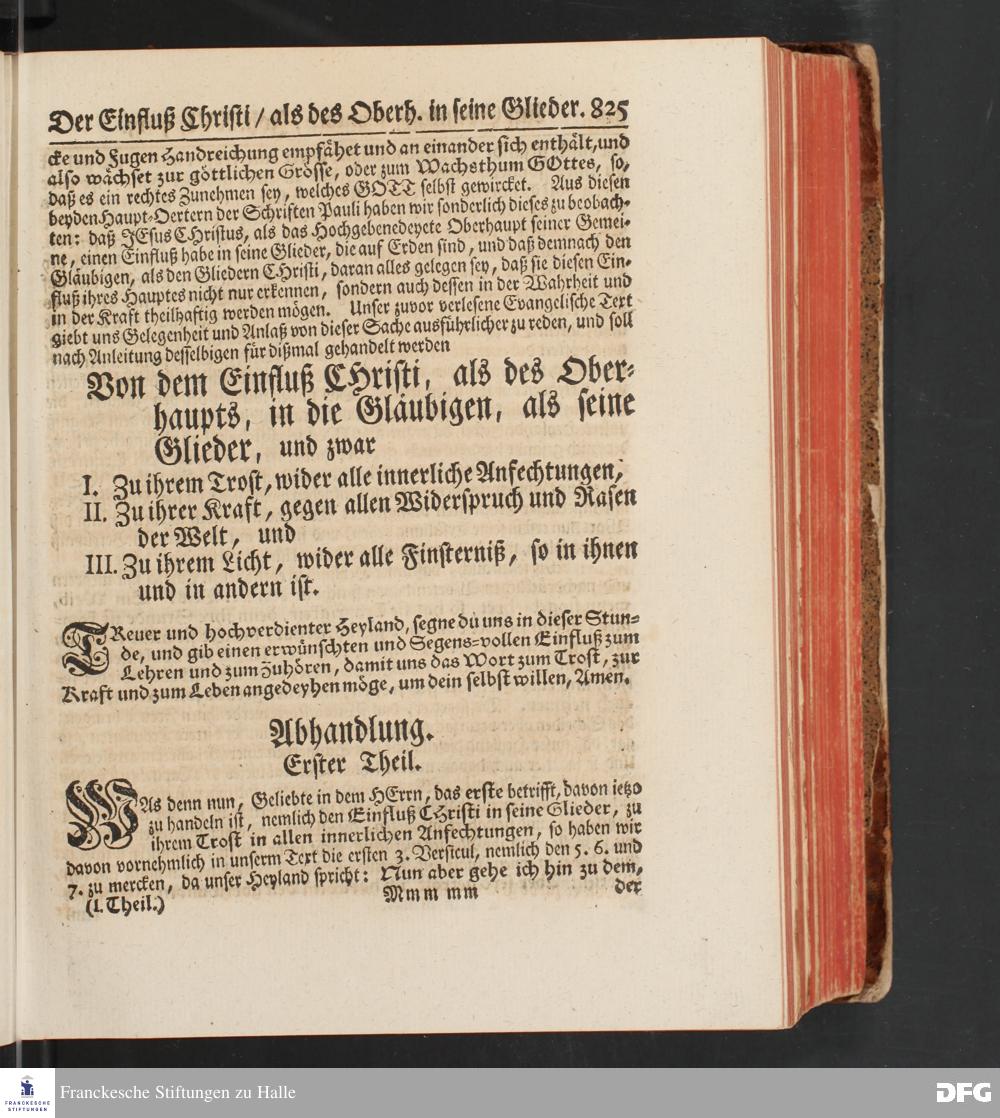 Der Einfluß Christi / als des Oberh. in seine Glieder. 825
cke und Fugen Handreichung empfähet und an einander sich enthält, und
also wächset zur göttlichen Grösse, oder zum Wachsthum GOttes, so,
daß es ein rechtes Zunehmen sey, welches GOTT selbst gewircket. Aus diesen
beyden Haupt-Oertern der Schriften Pauli haben wir sonderlich dieses zu beobach-
ten: daß JEsus CHristus, als das Hochgebenedeyete Oberhaupt seiner Gemei-
ne, einen Einfluß habe in seine Glieder, die auf Erden sind, und daß demnach den
Gläubigen, als den Gliedern CHristi, daran alles gelegen sey, daß sie diesen Ein-
fluß ihres Hauptes nicht nur erkennen, sondern auch dessen in der Wahrheit und
in der Kraft theilhaftig werden mögen. Unser zuvor verlesene Evangelische Text
giebt uns Gelegenheit und Anlaß von dieser Sache ausführlicher zu reden, und soll
nach Anleitung desselbigen für dißmal gehandelt werden
Von dem Einfluß CHristi, als des Ober-
haupts, in die Gläubigen, als seine
Glieder, und zwar
I. Zu ihrem Trost, wider alle innerliche Anfechtungen,
II. Zu ihrer Kraft, gegen allen Widerspruch und Rasen
der Welt, und
III. Zu ihrem Licht, wider alle Finsterniß, so in ihnen
und in andern ist.
TReuer und hochverdienter Heyland, segne du uns in dieser Stun-
de, und gib einen erwünschten und Segens-vollen Einfluß zum
Lehren und zum Zuhören, damit uns das Wort zum Trost, zur
Kraft und zum Leben angedeyhen möge, um dein selbst willen, Amen.
Abhandlung.
Erster Theil.
WAs denn nun, Geliebte in dem HErrn, das erste betrifft, davon ietzo
zu handeln ist, nemlich den Einfluß CHristi in seine Glieder, zu
ihrem Trost in allen innerlichen Anfechtungen, so haben wir
davon vornehmlich in unserm Text die ersten 3. Versicul, nemlich den 5. 6. und
7. zu mercken, da unser Heyland spricht: Nun aber gehe ich hin zu dem,
(I. Theil.) Mmm mm der
FRANCKESCHE STIFTUNGEN
Franckesche Stiftungen zu Halle
DFG